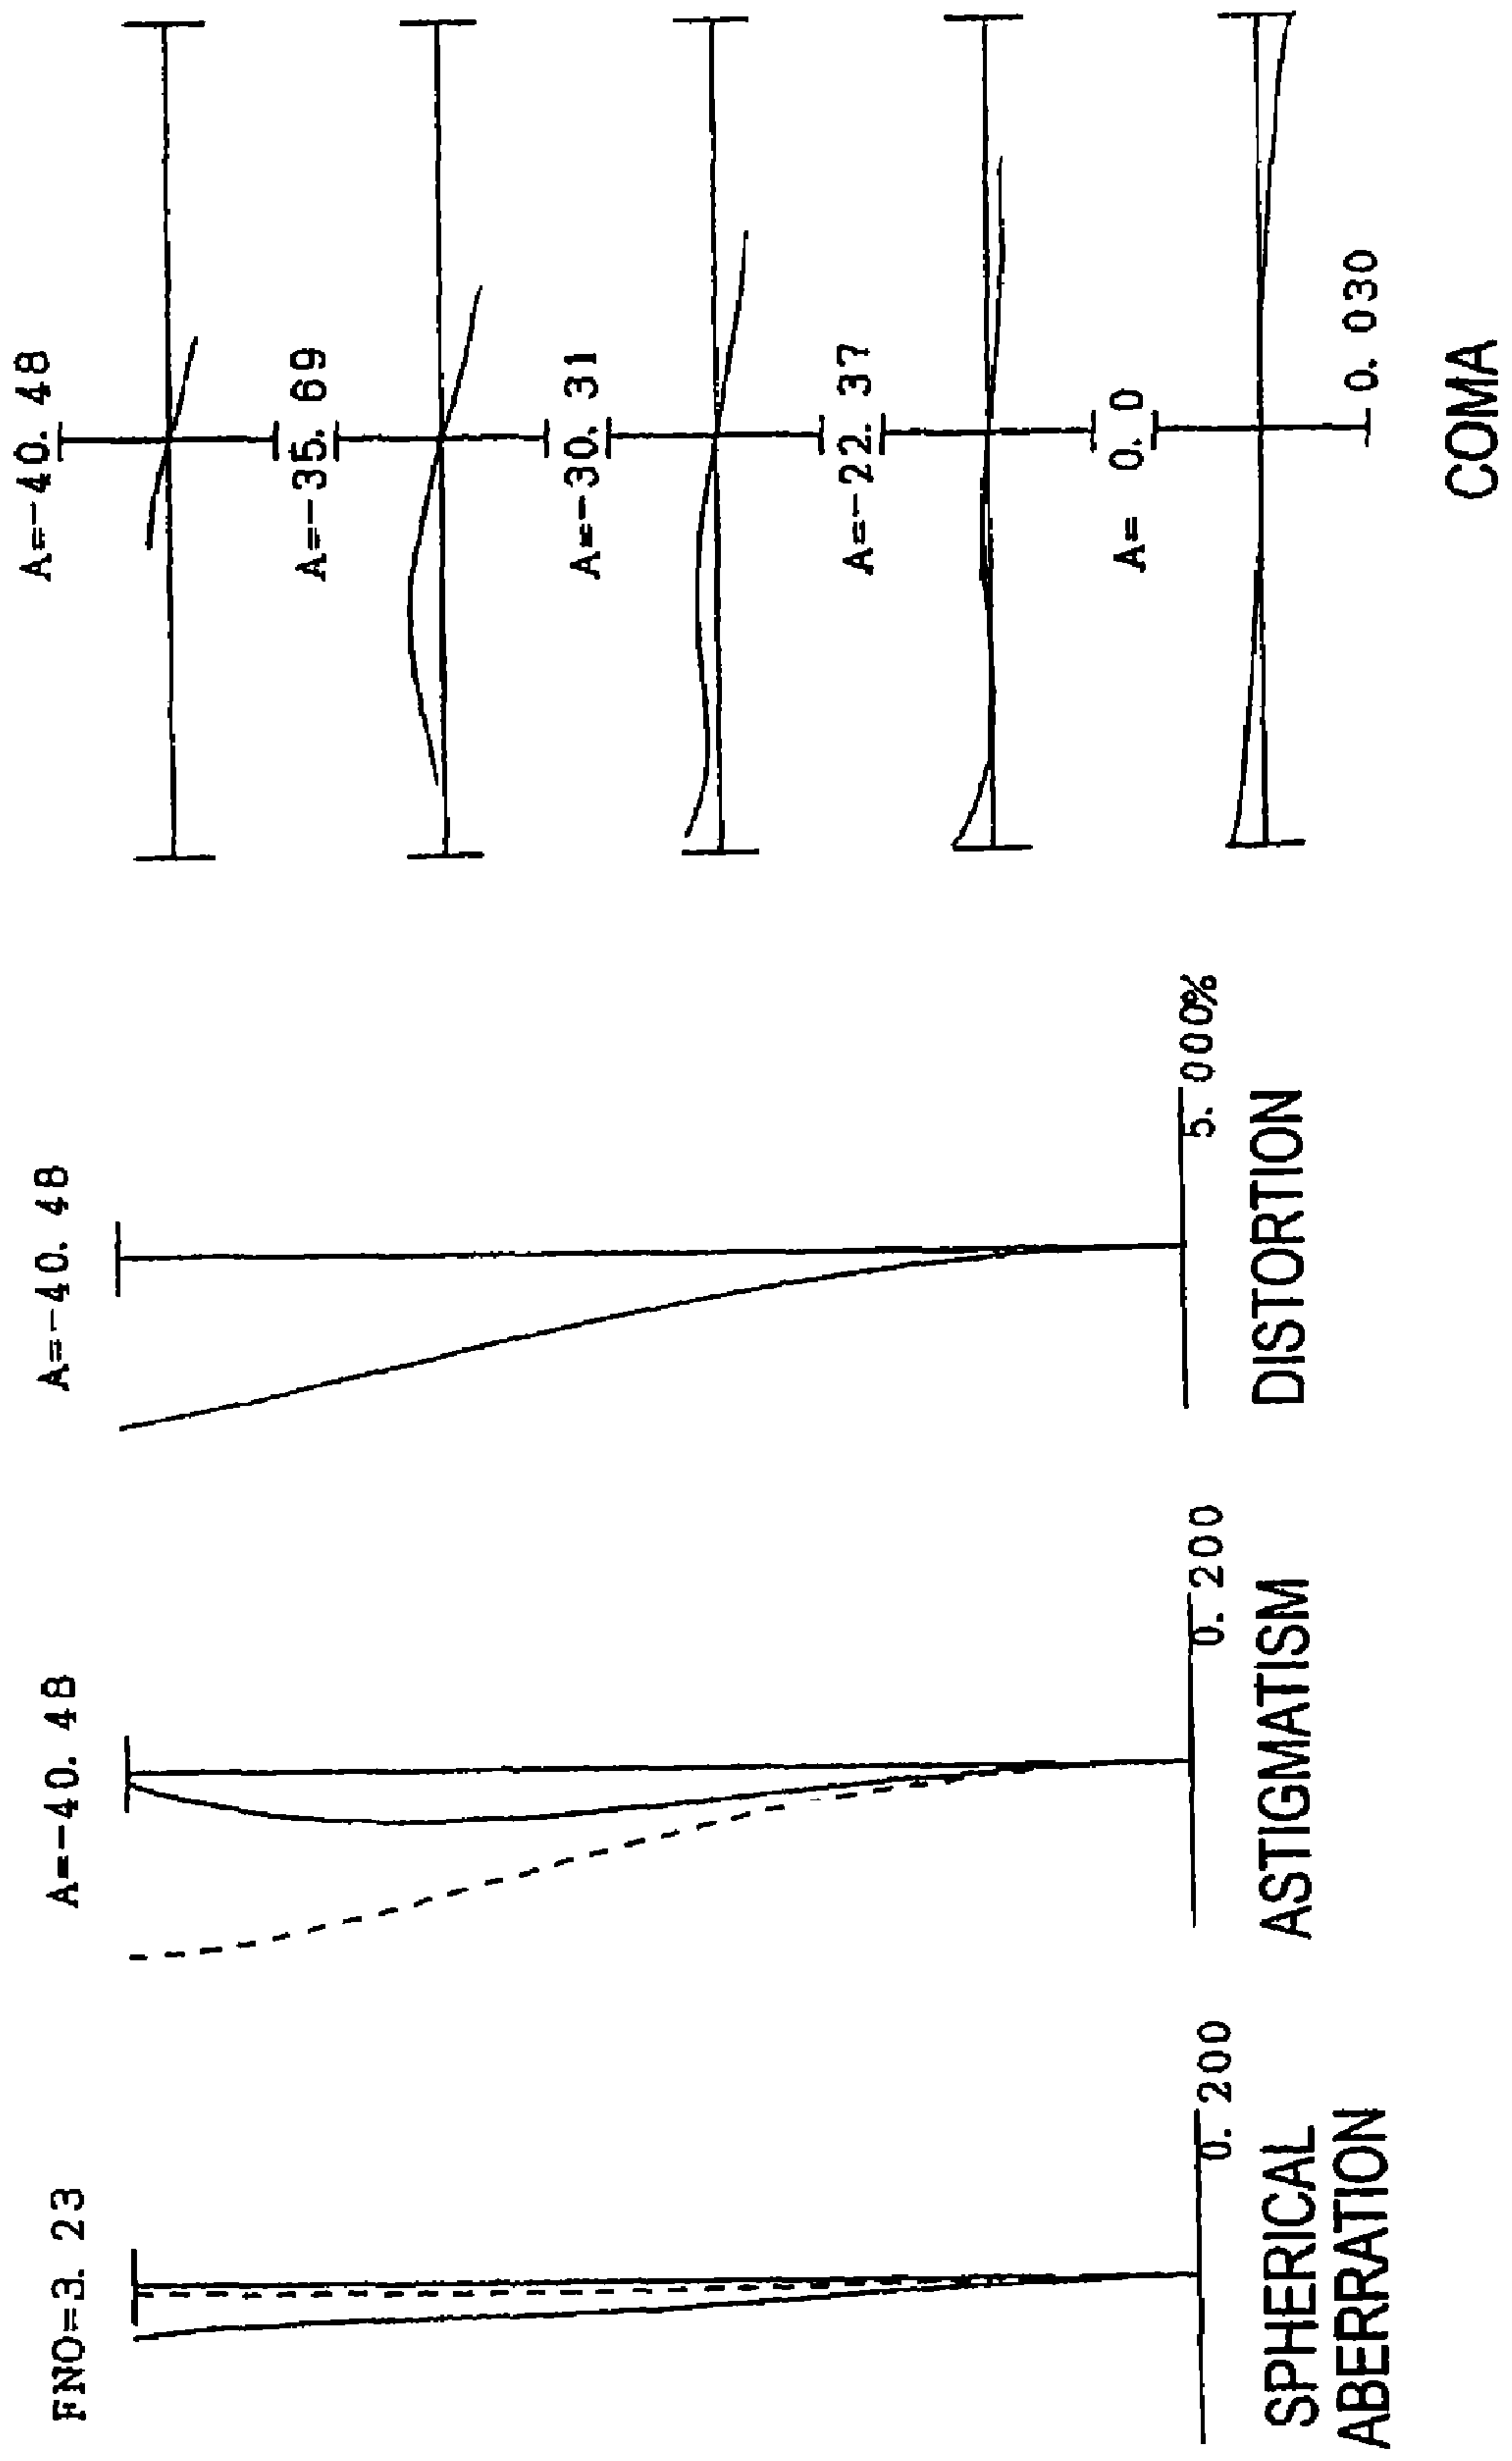 FNO=3. 23
0. 200
SPHERICAL
ABERRATION
A=-40. 48
0. 200
ASTIGMATISM
A=-40. 48
5. 000%
DISTORTION
A=-40. 48
A=-35. 69
A=-30. 31
A=-22. 37
A= 0. 0
0. 030
COMA